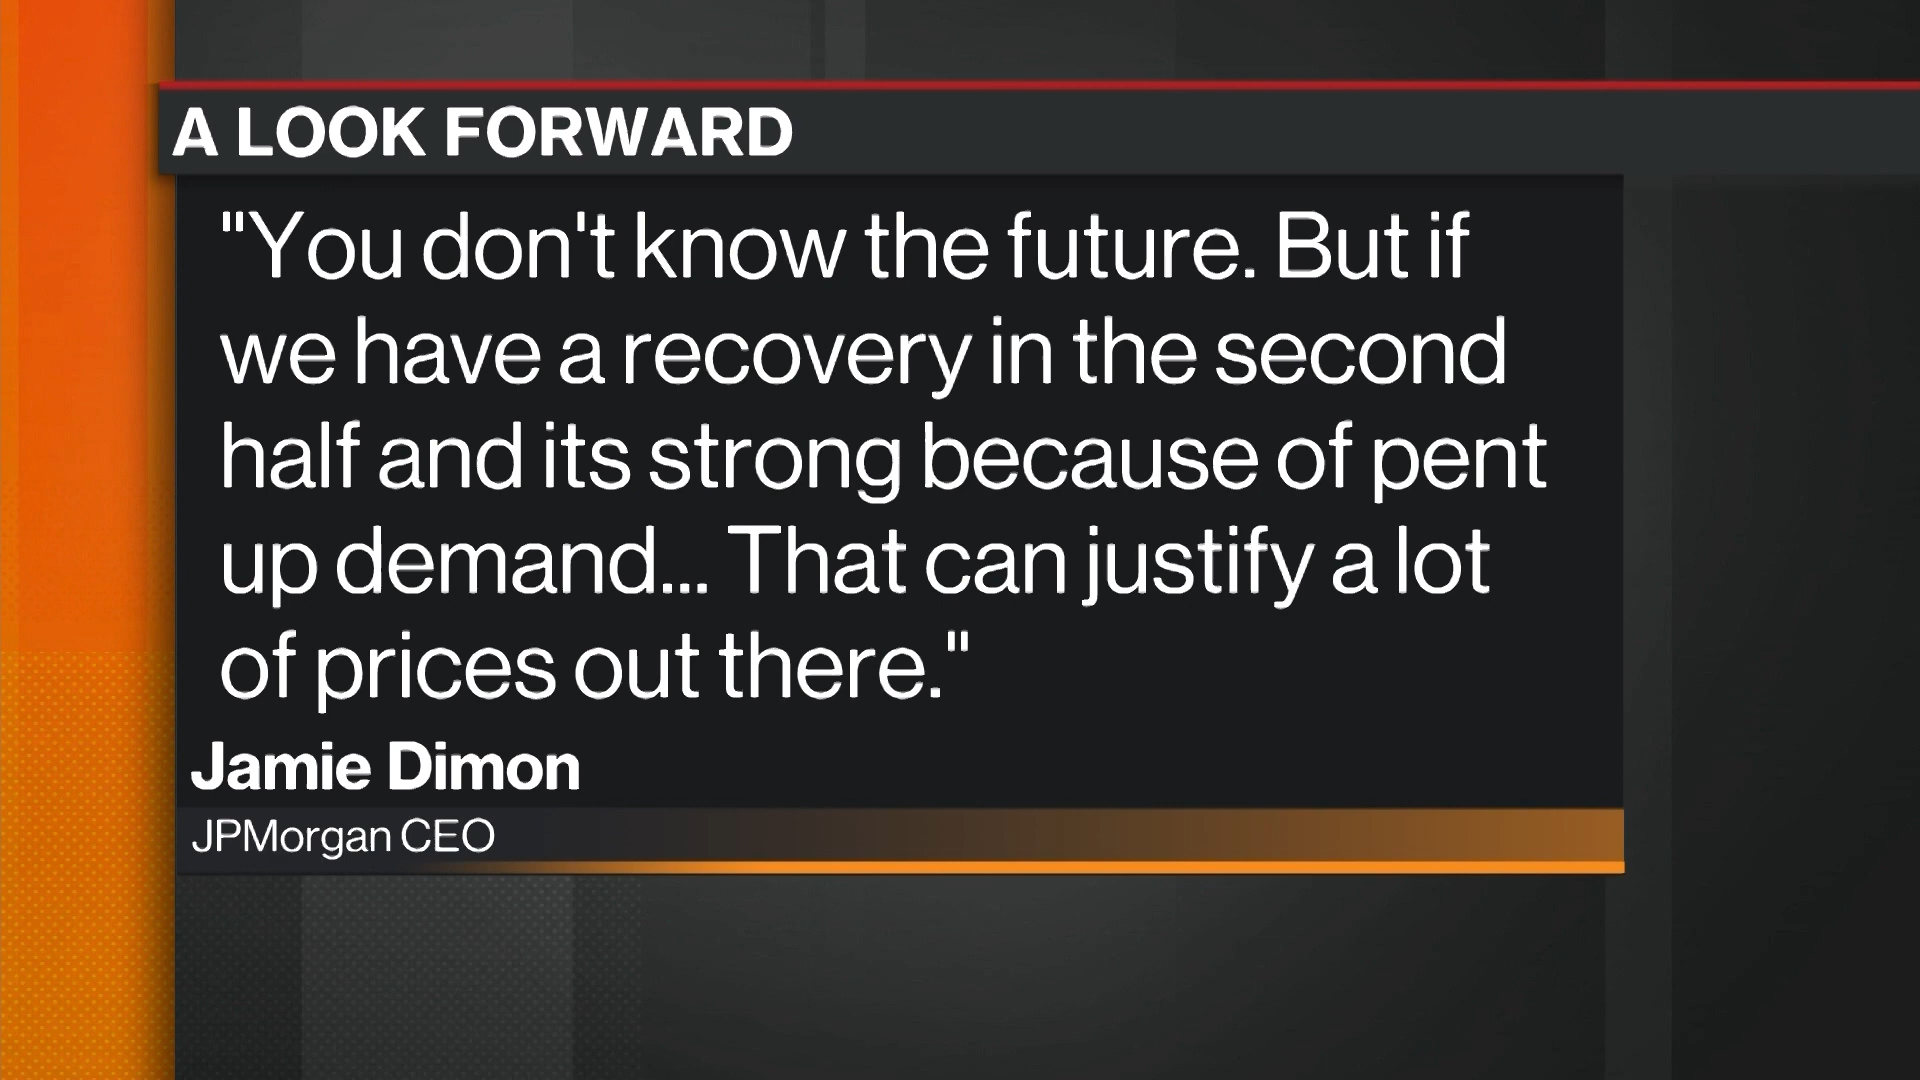 A LOOK FORWARD
"You don't know the future. But if
we have a recovery in the second
half and its strong because of pent
up demand... That can justify a lot
of prices out there."
Jamie Dimon
JPMorgan CEO